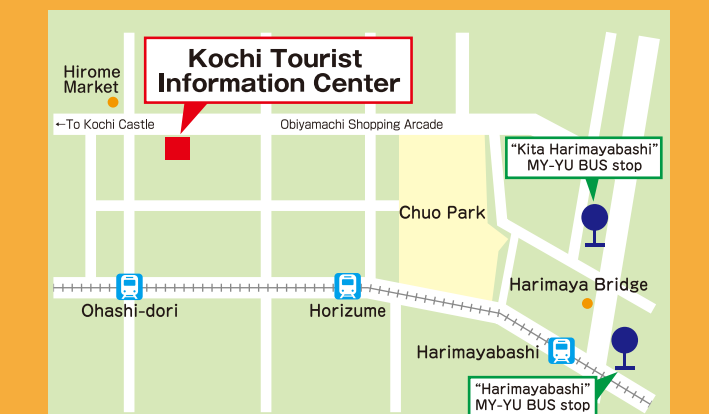 Kochi Tourist
Information Center
Hirome
Market
←To Kochi Castle
Obiyamachi Shopping Arcade
“Kita Harimayabashi”
MY-YU BUS stop
Chuo Park
Harimaya Bridge
Ohashi-dori
Horizume
Harimayabashi
“Harimayabashi”
MY-YU BUS stop